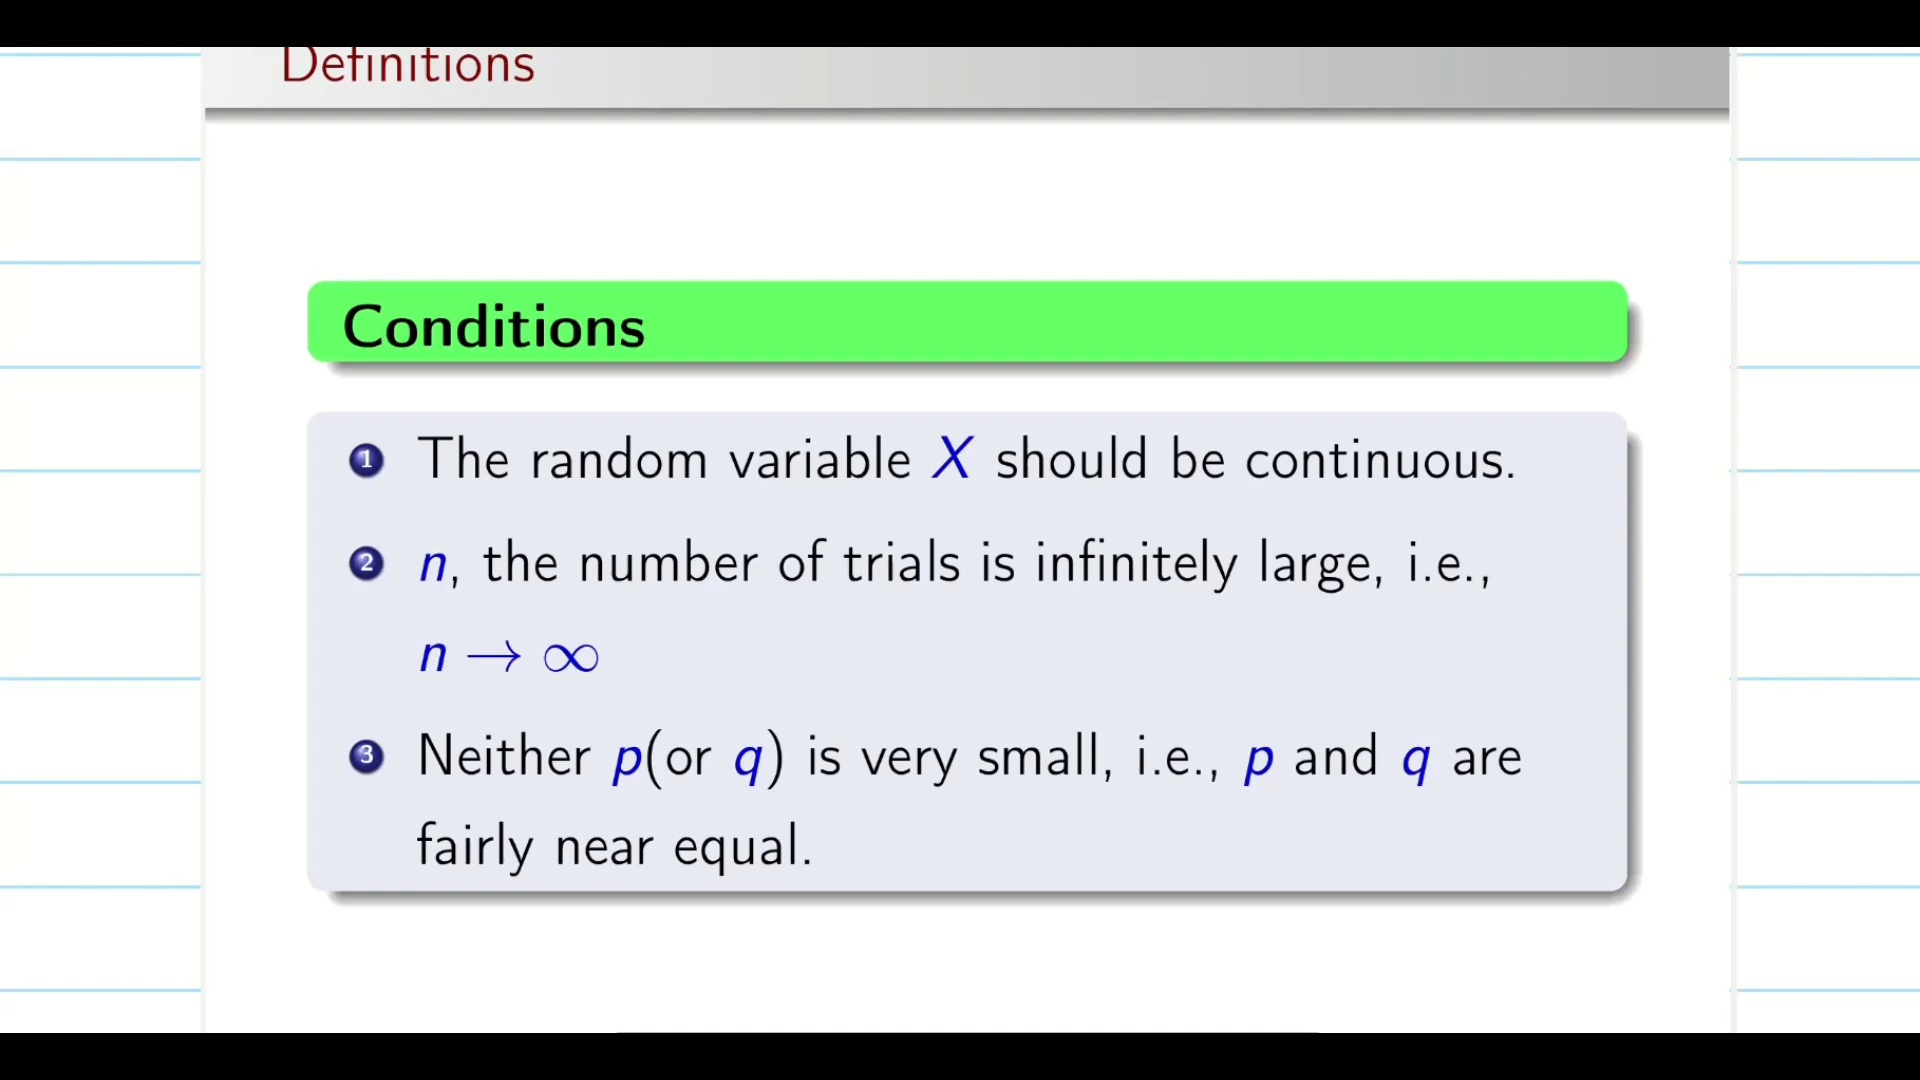 Definitions
Conditions
1 The random variable X should be continuous.
2 n, the number of trials is infinitely large, i.e.,
n → ∞
3 Neither p(or q) is very small, i.e., p and q are
fairly near equal.